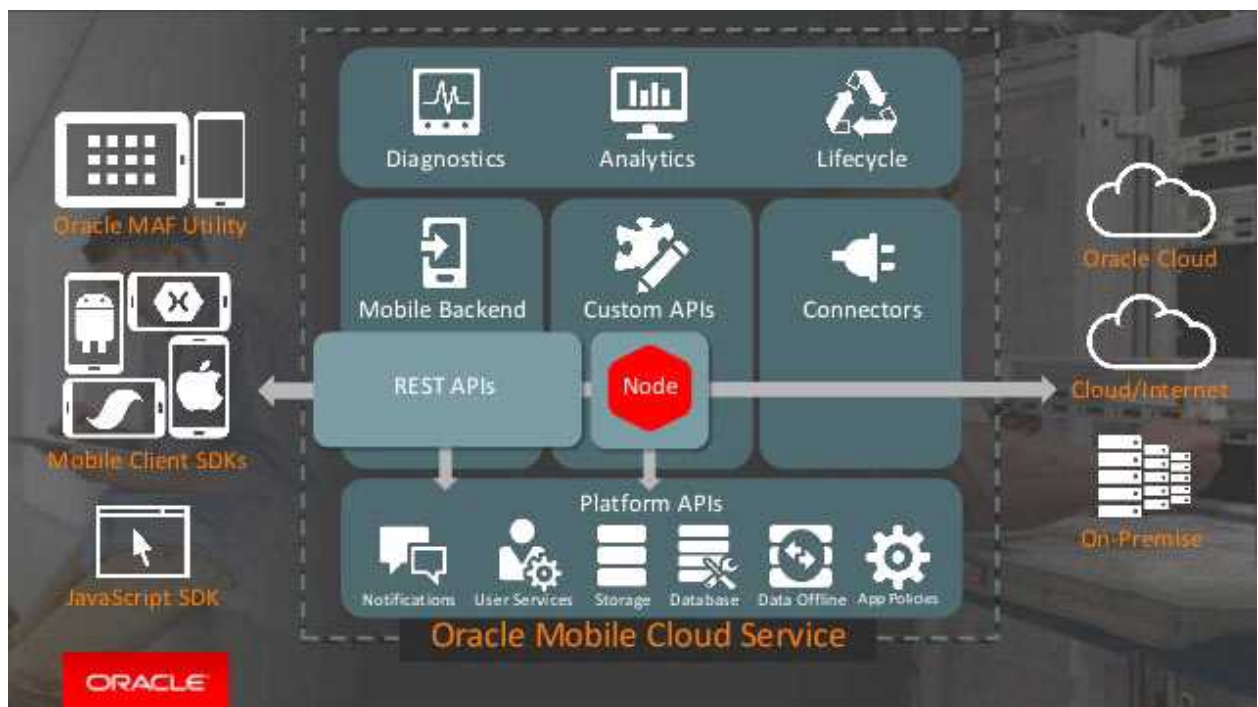 Diagnostics
Analytics
Lifecycle
Oracle MAF Utility
Mobile Client SDKs
JavaScript SDK
Mobile Backend
Custom APIs
Connectors
REST APIs
Node
Platform APIs
Notifications
User Services
Storage
Database
Data Offline
App Policies
Oracle Cloud
Cloud/Internet
On-Premise
Oracle Mobile Cloud Service
ORACLE